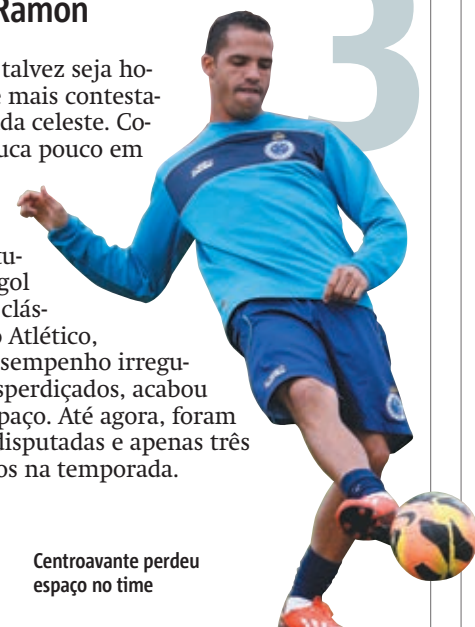 Ramon
3
talvez seja ho-
mais contesta-
da celeste. Co-
uca pouco em
tu-
gol
clás-
Atlético,
sempenho irregu-
sperdiçados, acabou
paço. Até agora, foram
disputadas e apenas três
os na temporada.
Centroavante perdeu
espaço no time